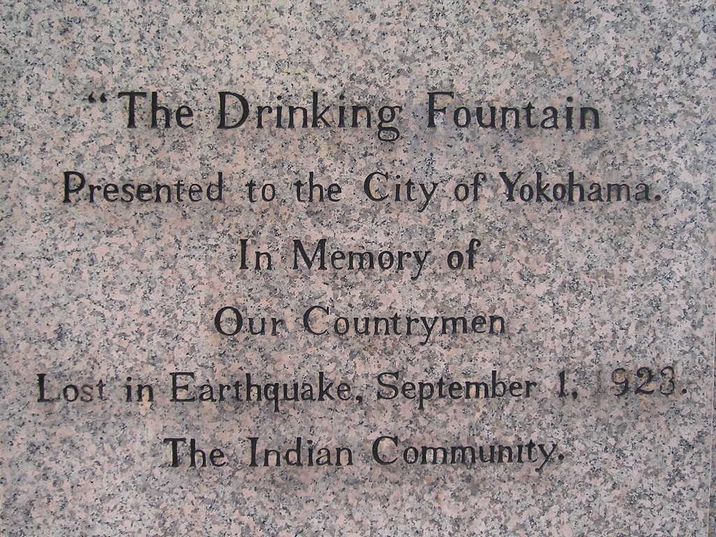 “The Drinking Fountain
Presented to the City of Yokohama.
In Memory of
Our Countrymen
Lost in Earthquake, September 1, 1923.
The Indian Community.